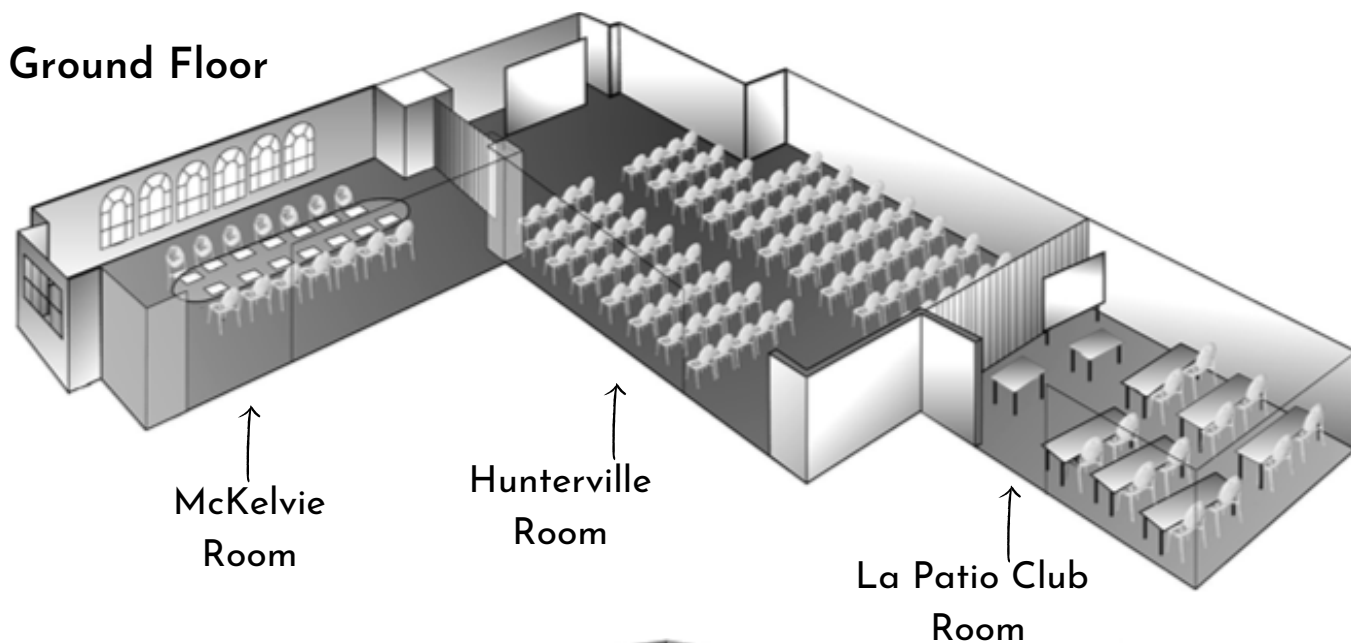 Ground Floor
McKelvie
Room
Hunterville
Room
La Patio Club
Room